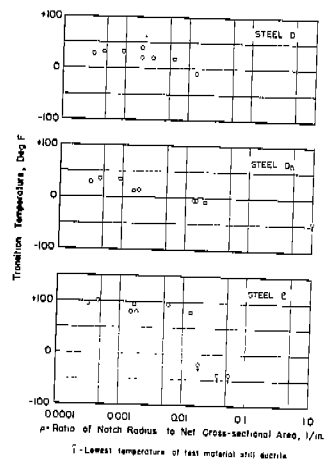 +100
STEEL D
0
-100
+100
STEEL Dn
0
-100
Transition Temperature, Deg F
STEEL C
+100
0
-100
0.0001 0.001 0.01 0.1 1.0
ρ=Ratio of Notch Radius to Net Cross-sectional Area, 1/in.
-Lowest temperature of test material still ductile